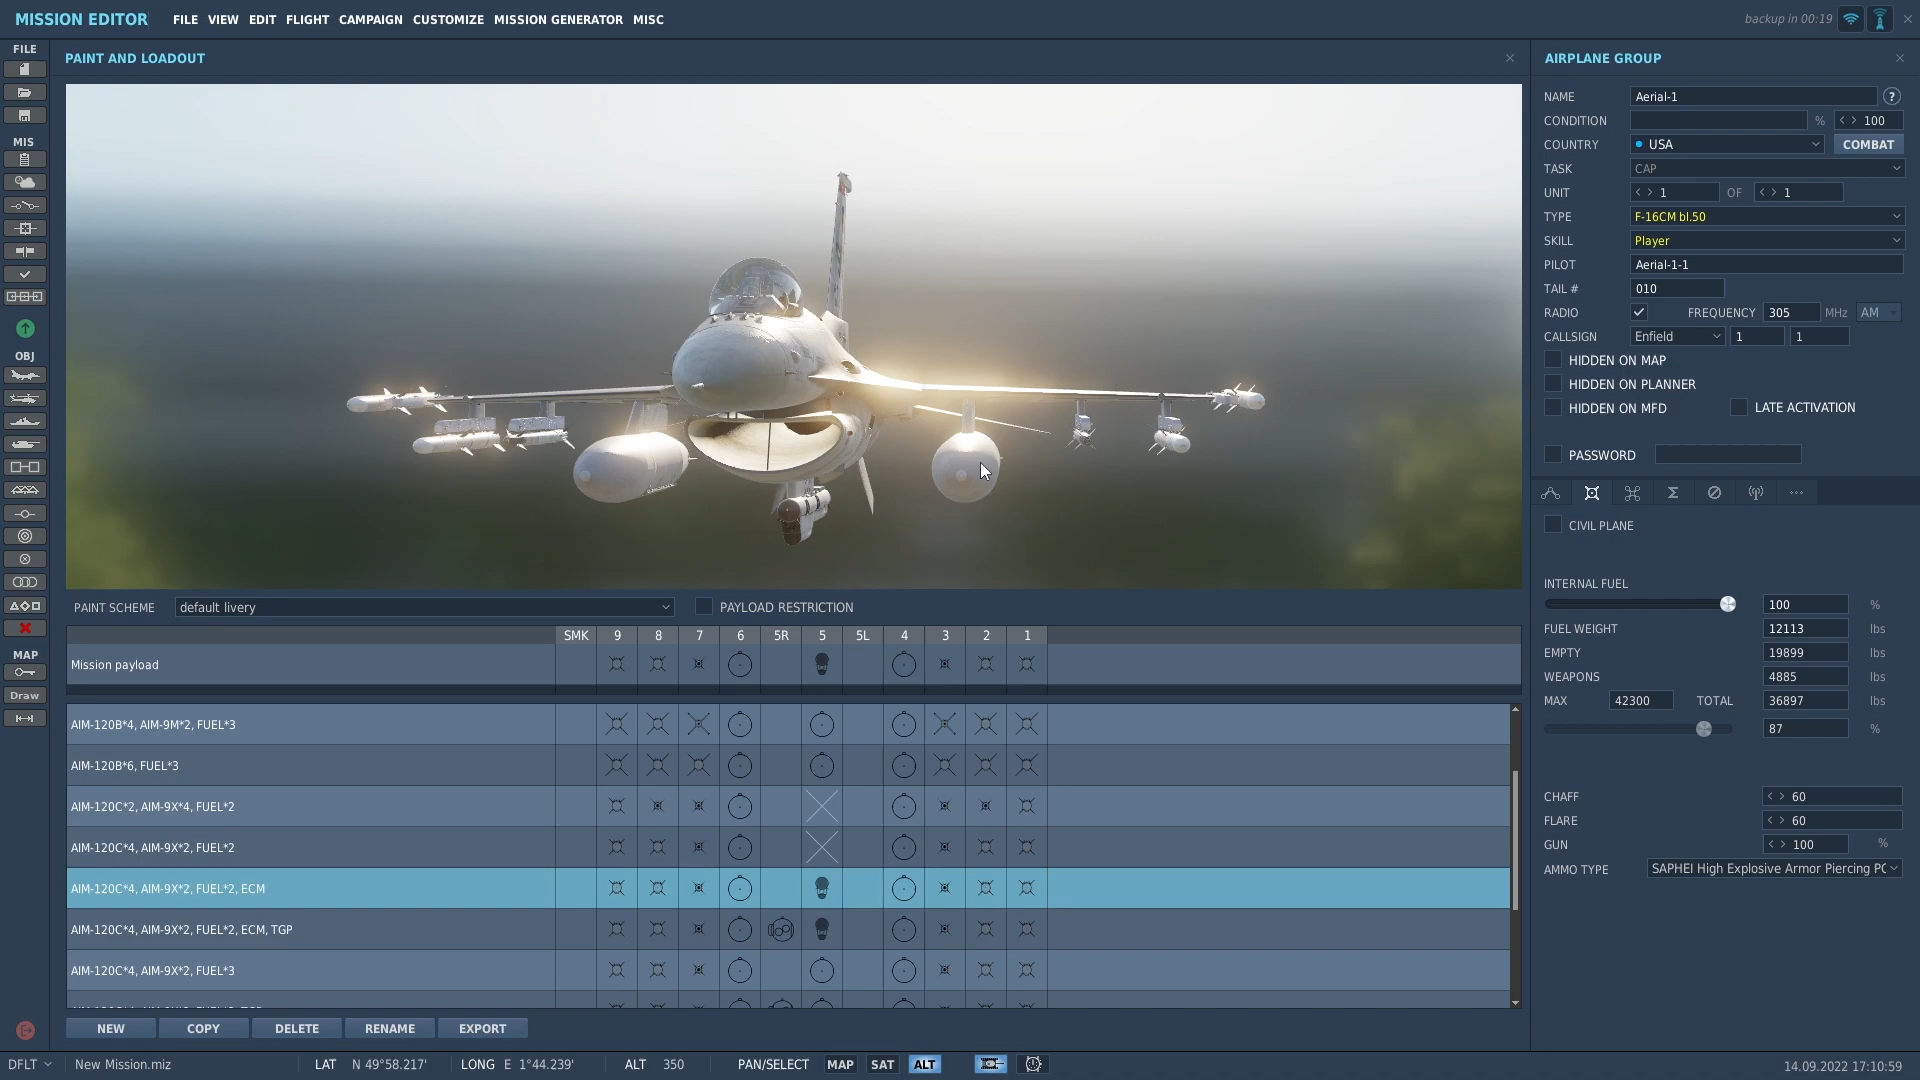 MISSION EDITOR FILE VIEW EDIT FLIGHT CAMPAIGN CUSTOMIZE MISSION GENERATOR MISC backup in 00:19
FILE
MIS
OBJ
MAP
Draw
PAINT AND LOADOUT
PAINT SCHEME default livery PAYLOAD RESTRICTION
SMK 9 8 7 6 5R 5 5L 4 3 2 1
Mission payload
AIM-120B*4, AIM-9M*2, FUEL*3
AIM-120B*6, FUEL*3
AIM-120C*2, AIM-9X*4, FUEL*2
AIM-120C*4, AIM-9X*2, FUEL*2
AIM-120C*4, AIM-9X*2, FUEL*2, ECM
AIM-120C*4, AIM-9X*2, FUEL*2, ECM, TGP
AIM-120C*4, AIM-9X*2, FUEL*3
NEW COPY DELETE RENAME EXPORT
AIRPLANE GROUP
NAME Aerial-1 ?
CONDITION % < > 100
COUNTRY USA COMBAT
TASK CAP
UNIT < > 1 OF < > 1
TYPE F-16CM bl.50
SKILL Player
PILOT Aerial-1-1
TAIL # 010
RADIO FREQUENCY 305 MHz AM
CALLSIGN Enfield 1 1
HIDDEN ON MAP
HIDDEN ON PLANNER
HIDDEN ON MFD LATE ACTIVATION
PASSWORD
CIVIL PLANE
INTERNAL FUEL
100 %
FUEL WEIGHT 12113 lbs
EMPTY 19899 lbs
WEAPONS 4885 lbs
MAX 42300 TOTAL 36897 lbs
87 %
CHAFF < > 60
FLARE < > 60
GUN < > 100 %
AMMO TYPE SAPHEI High Explosive Armor Piercing PC
DFLT New Mission.miz LAT N 49°58.217' LONG E 1°44.239' ALT 350 PAN/SELECT MAP SAT ALT 14.09.2022 17:10:59